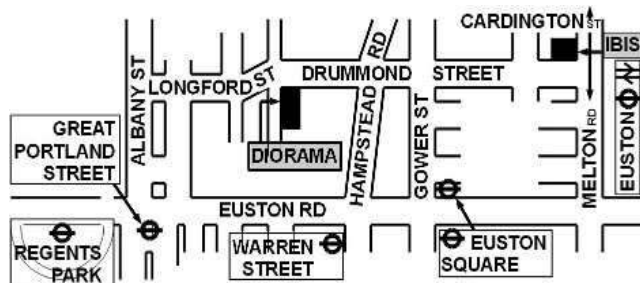 CARDINGTON ST
IBIS
ALBANY ST
LONGFORD ST
DRUMMOND STREET
HAMPSTEAD RD
GOWER ST
MELTON RD
EUSTON
GREAT
PORTLAND
STREET
DIORAMA
EUSTON RD
REGENTS
PARK
WARREN
STREET
EUSTON
SQUARE